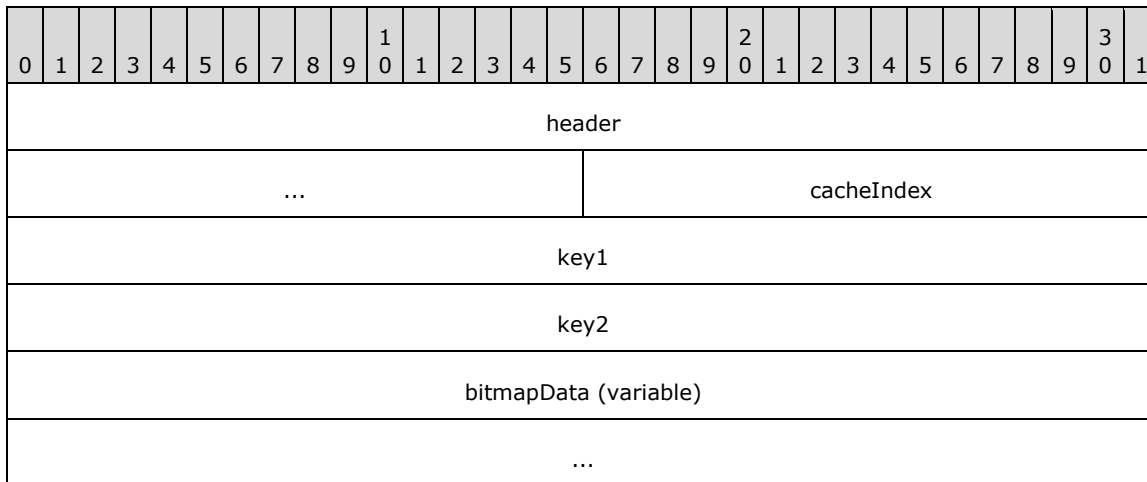 1 2 3
0 1 2 3 4 5 6 7 8 9 0 1 2 3 4 5 6 7 8 9 0 1 2 3 4 5 6 7 8 9 0 1
header
... cacheIndex
key1
key2
bitmapData (variable)
...